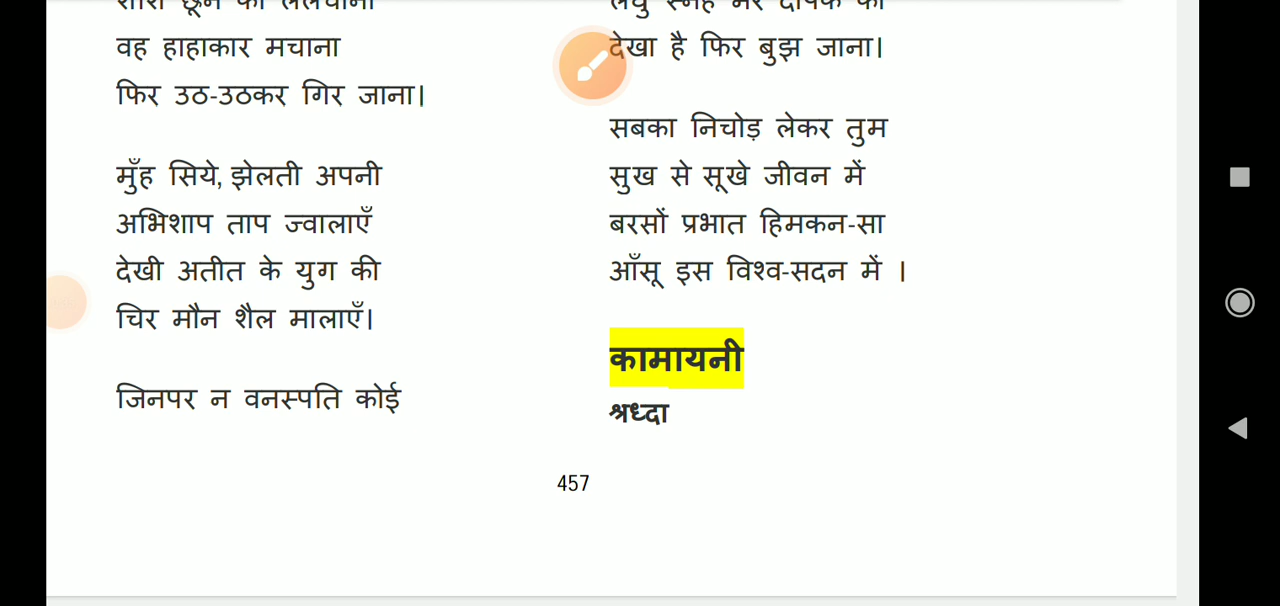 वह हाहाकार मचाना
फिर उठ-उठकर गिर जाना।
मुँह सिये, झेलती अपनी
अभिशाप ताप ज्वालाएँ
देखी अतीत के युग की
चिर मौन शैल मालाएँ।
जिनपर न वनस्पति कोई
देखा है फिर बुझ जाना।
सबका निचोड़ लेकर तुम
सुख से सूखे जीवन में
बरसों प्रभात हिमकन-सा
आँसू इस विश्व-सदन में ।
कामायनी
श्रध्दा
457